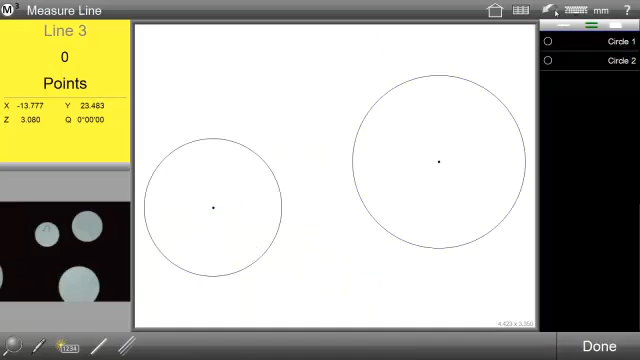 M3 Measure Line
mm ?
Line 3
0
Points
X -13.777 Y 23.483
Z 3.080 Q 0°00'00
Circle 1
Circle 2
4.423 x 3.350
1234
Done